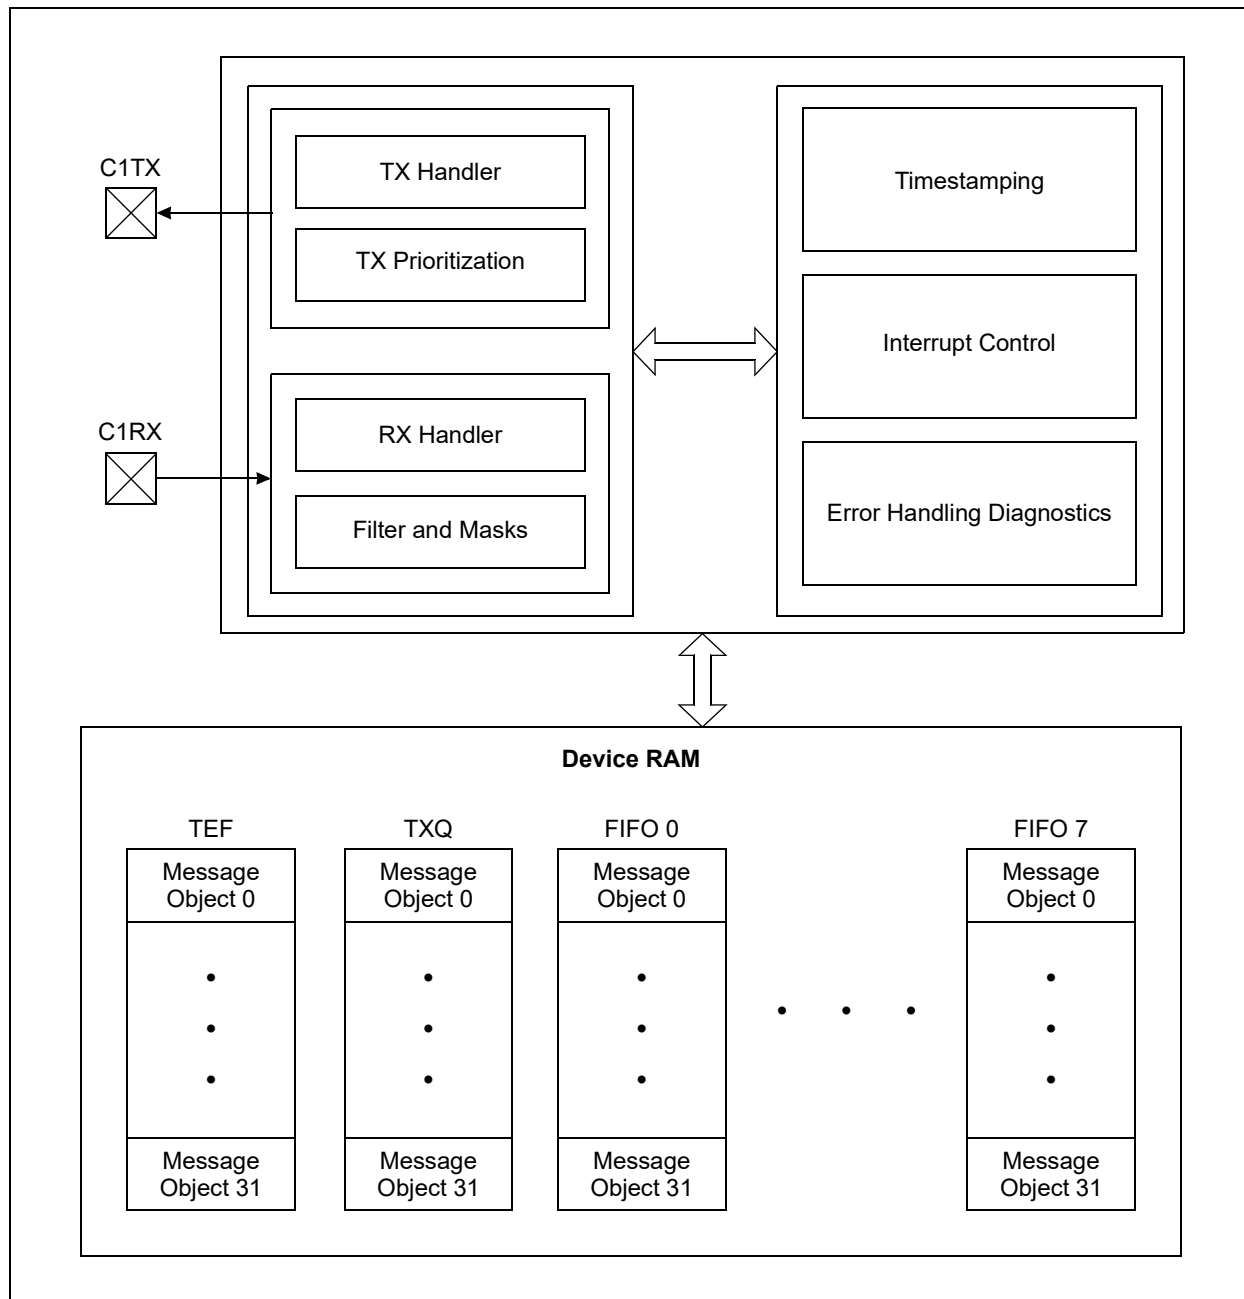 C1TX
TX Handler
TX Prioritization
C1RX
RX Handler
Filter and Masks
Timestamping
Interrupt Control
Error Handling Diagnostics
Device RAM
TEF
TXQ
FIFO 0
FIFO 7
Message
Object 0
Message
Object 0
Message
Object 0
Message
Object 0
Message
Object 31
Message
Object 31
Message
Object 31
Message
Object 31